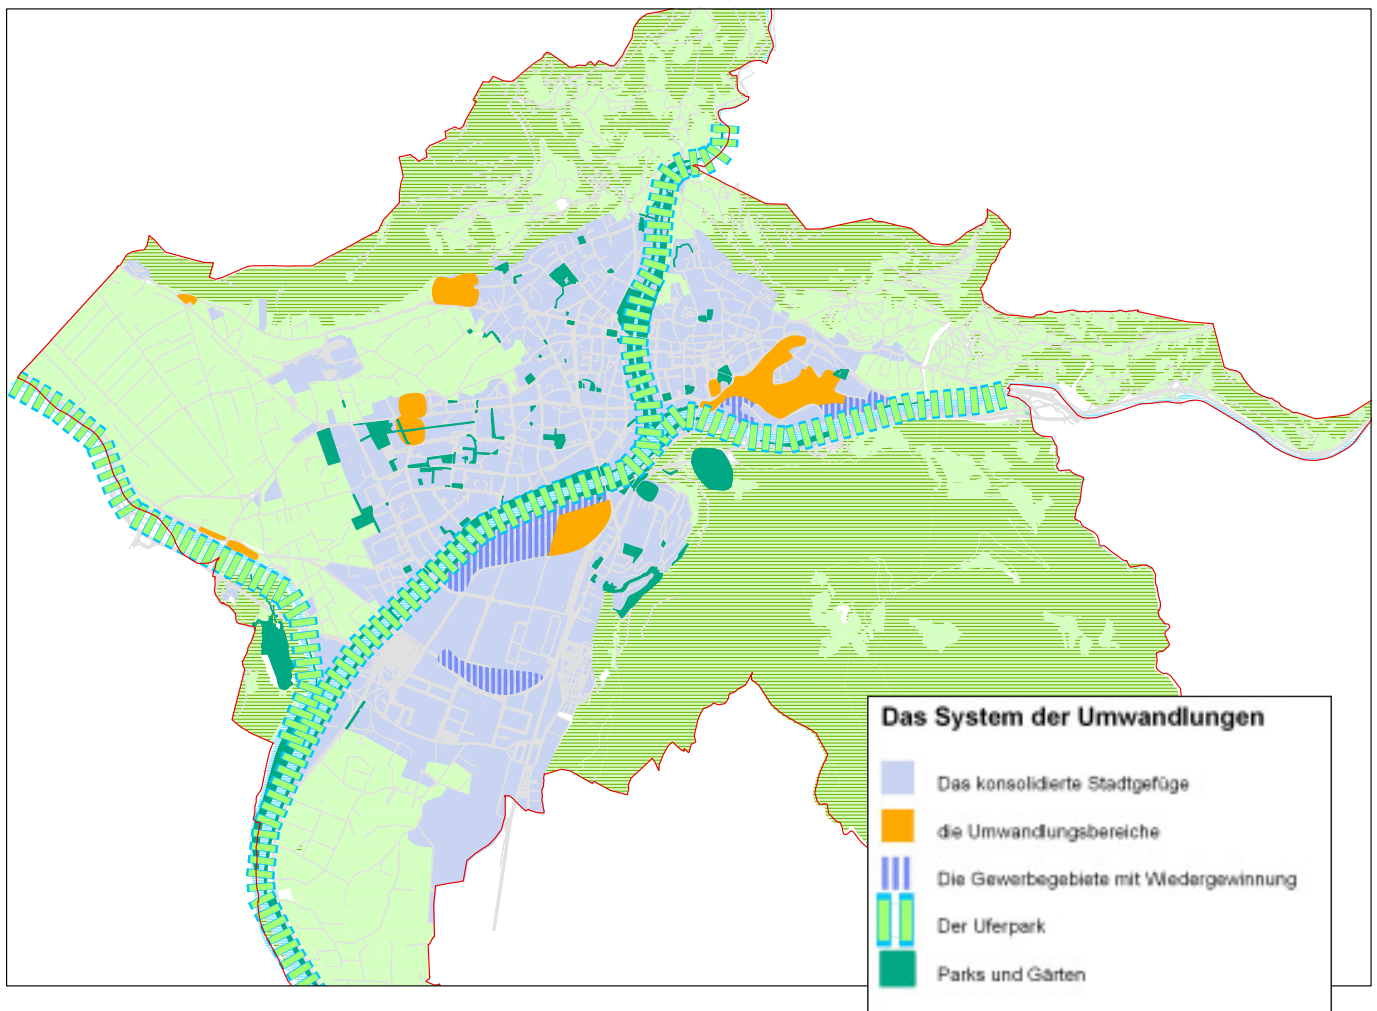 Das System der Umwandlungen
Das konsolidierte Stadtgefüge
die Umwandlungsbereiche
Die Gewerbegebiete mit Wiedergewinnung
Der Uferpark
Parks und Gärten